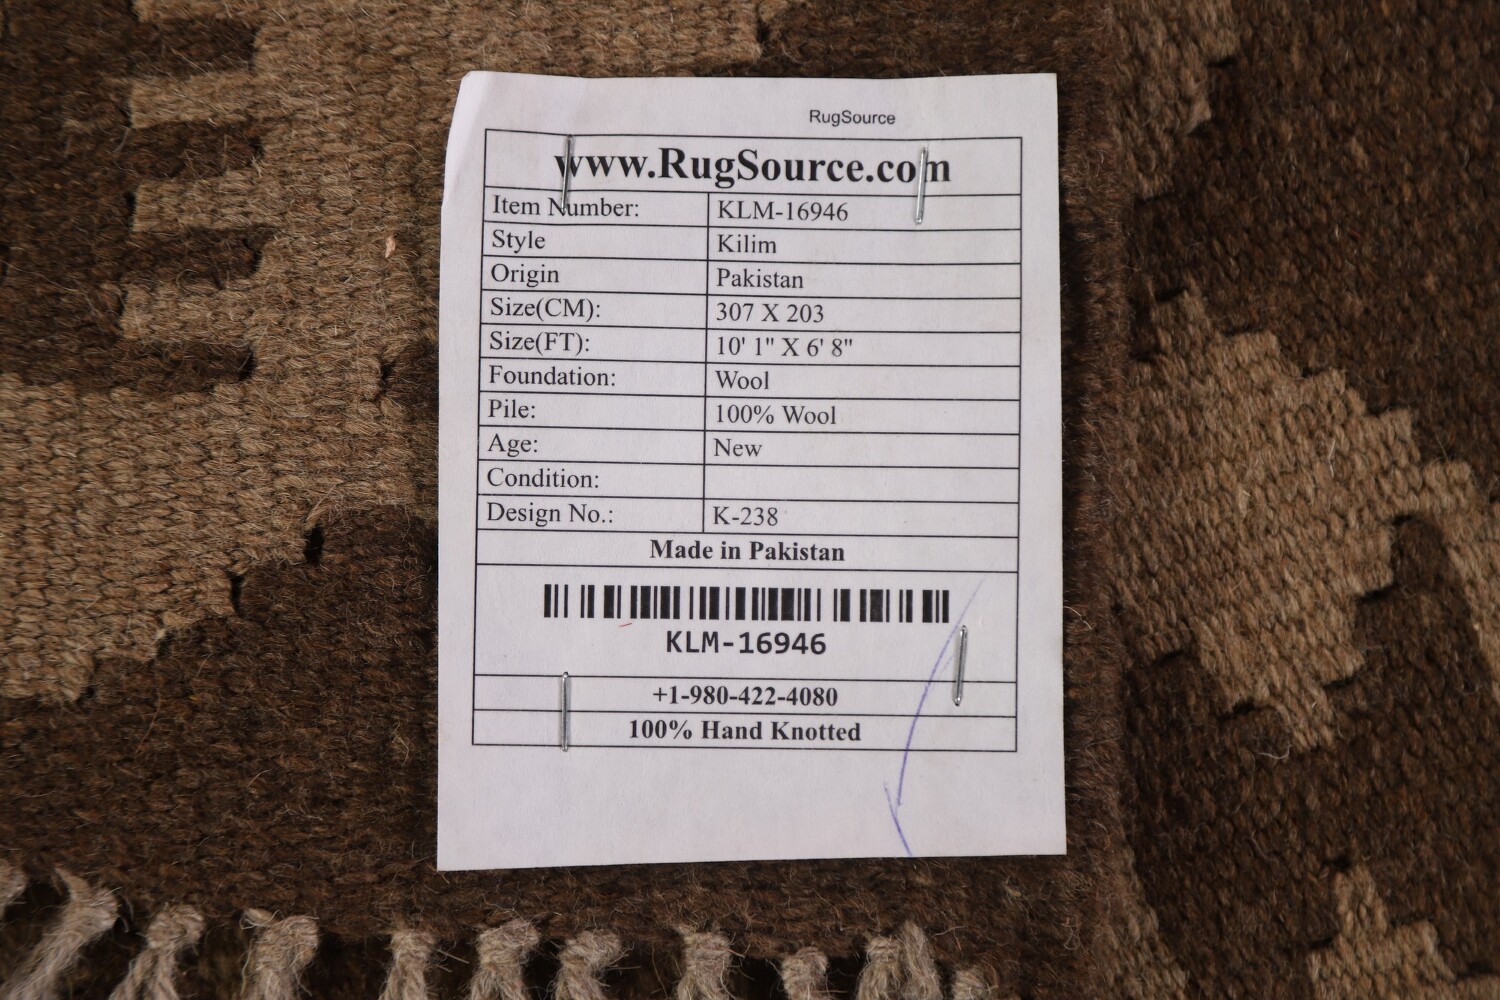 RugSource
www.RugSource.com
Item Number: KLM-16946
Style Kilim
Origin Pakistan
Size(CM): 307 X 203
Size(FT): 10' 1" X 6' 8"
Foundation: Wool
Pile: 100% Wool
Age: New
Condition:
Design No.: K-238
Made in Pakistan
KLM-16946
+1-980-422-4080
100% Hand Knotted